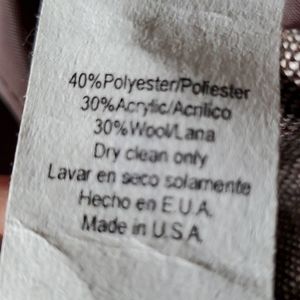 40%Polyester/Poliester
30%Acrylic/Acrilico
30%Wool/Lana
Dry clean only
Lavar en seco solamente
Hecho en E.U.A.
Made in U.S.A.